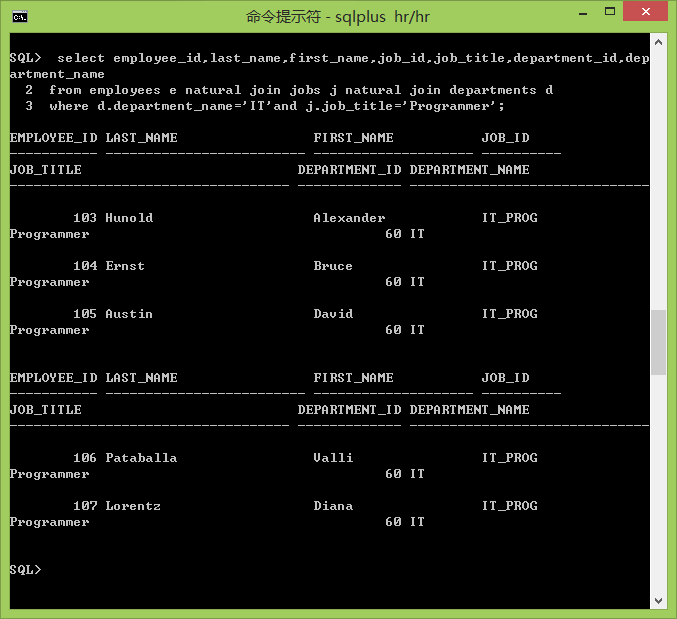 命令提示符 - sqlplus hr/hr
SQL> select employee_id,last_name,first_name,job_id,job_title,department_id,dep
artment_name
2 from employees e natural join jobs j natural join departments d
3 where d.department_name='IT'and j.job_title='Programmer';
EMPLOYEE_ID LAST_NAME FIRST_NAME JOB_ID
JOB_TITLE DEPARTMENT_ID DEPARTMENT_NAME
103 Hunold Alexander IT_PROG
Programmer 60 IT
104 Ernst Bruce IT_PROG
Programmer 60 IT
105 Austin David IT_PROG
Programmer 60 IT
EMPLOYEE_ID LAST_NAME FIRST_NAME JOB_ID
JOB_TITLE DEPARTMENT_ID DEPARTMENT_NAME
106 Pataballa Valli IT_PROG
Programmer 60 IT
107 Lorentz Diana IT_PROG
Programmer 60 IT
SQL>